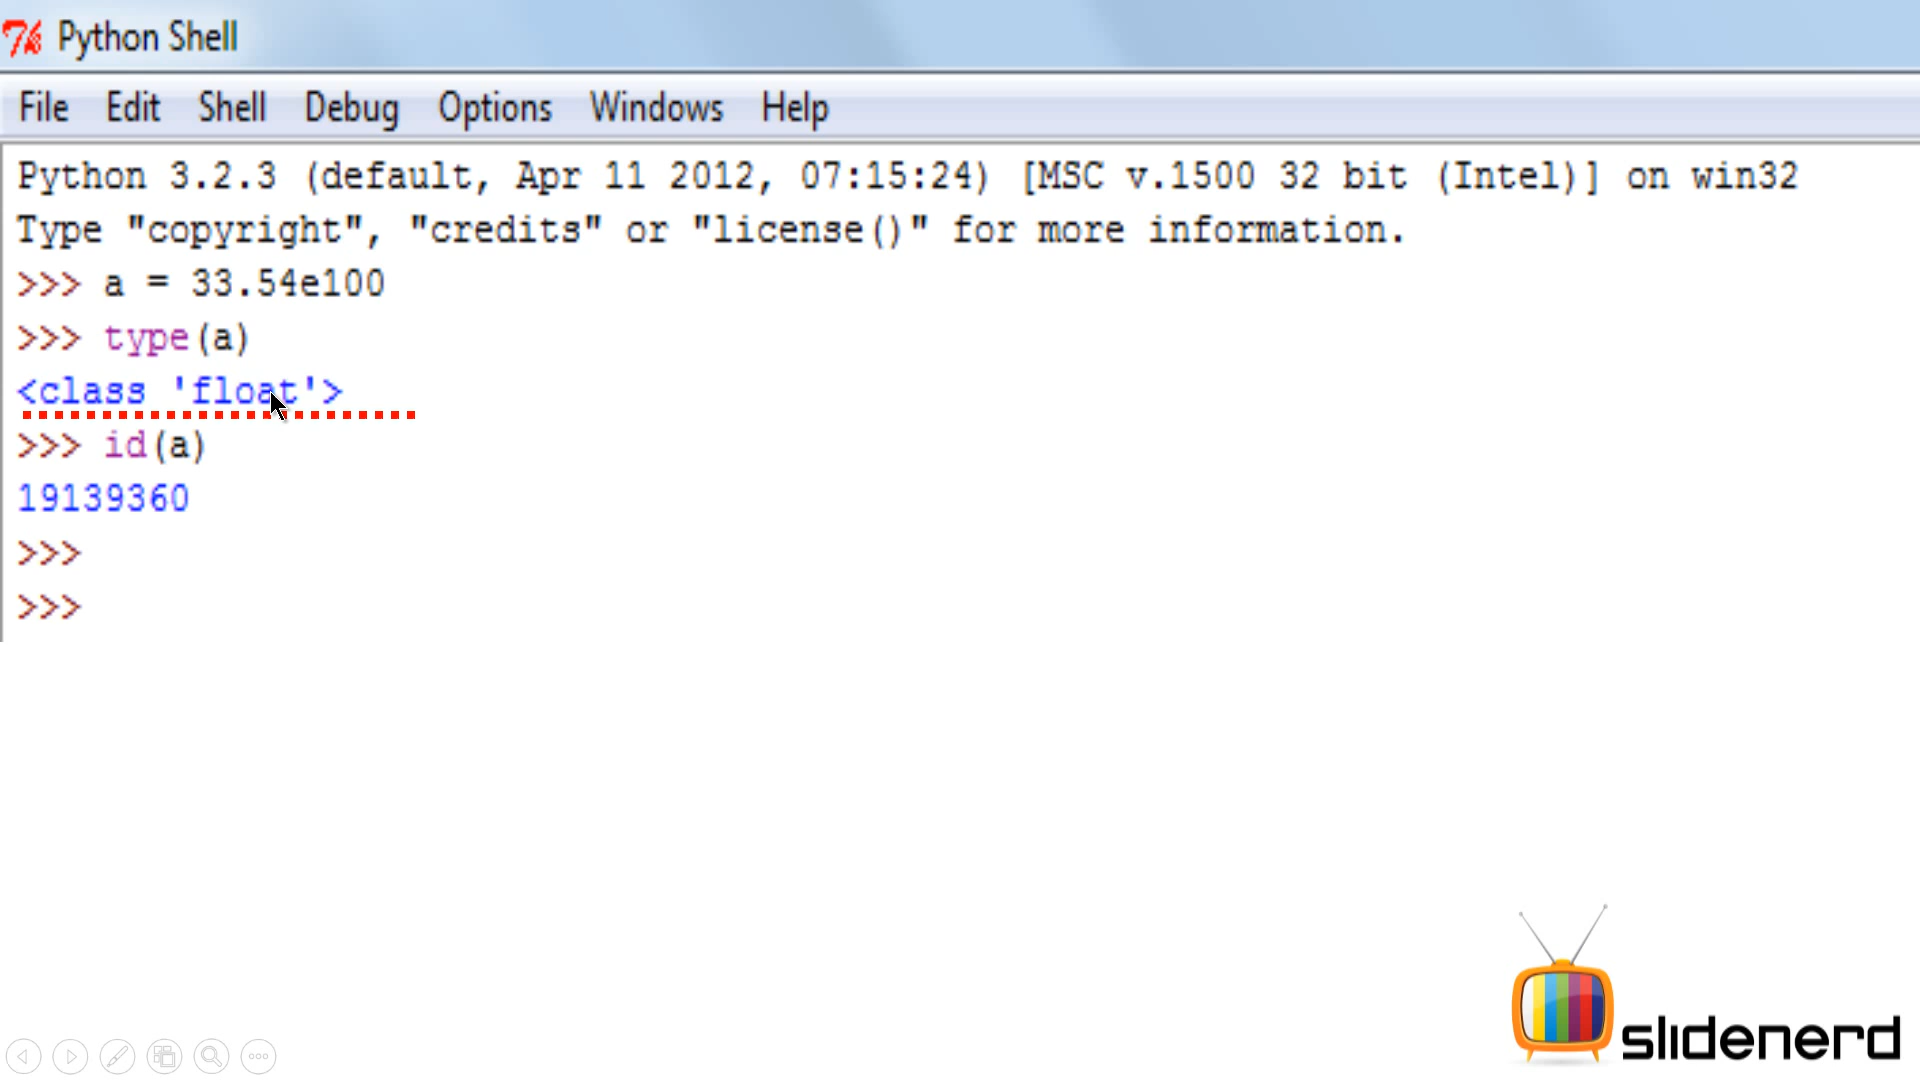 Python Shell
File Edit Shell Debug Options Windows Help
Python 3.2.3 (default, Apr 11 2012, 07:15:24) [MSC v.1500 32 bit (Intel)] on win32
Type "copyright", "credits" or "license()" for more information.
>>> a = 33.54e100
>>> type(a)
<class 'float'>
>>> id(a)
19139360
>>>
>>>
slidenerd